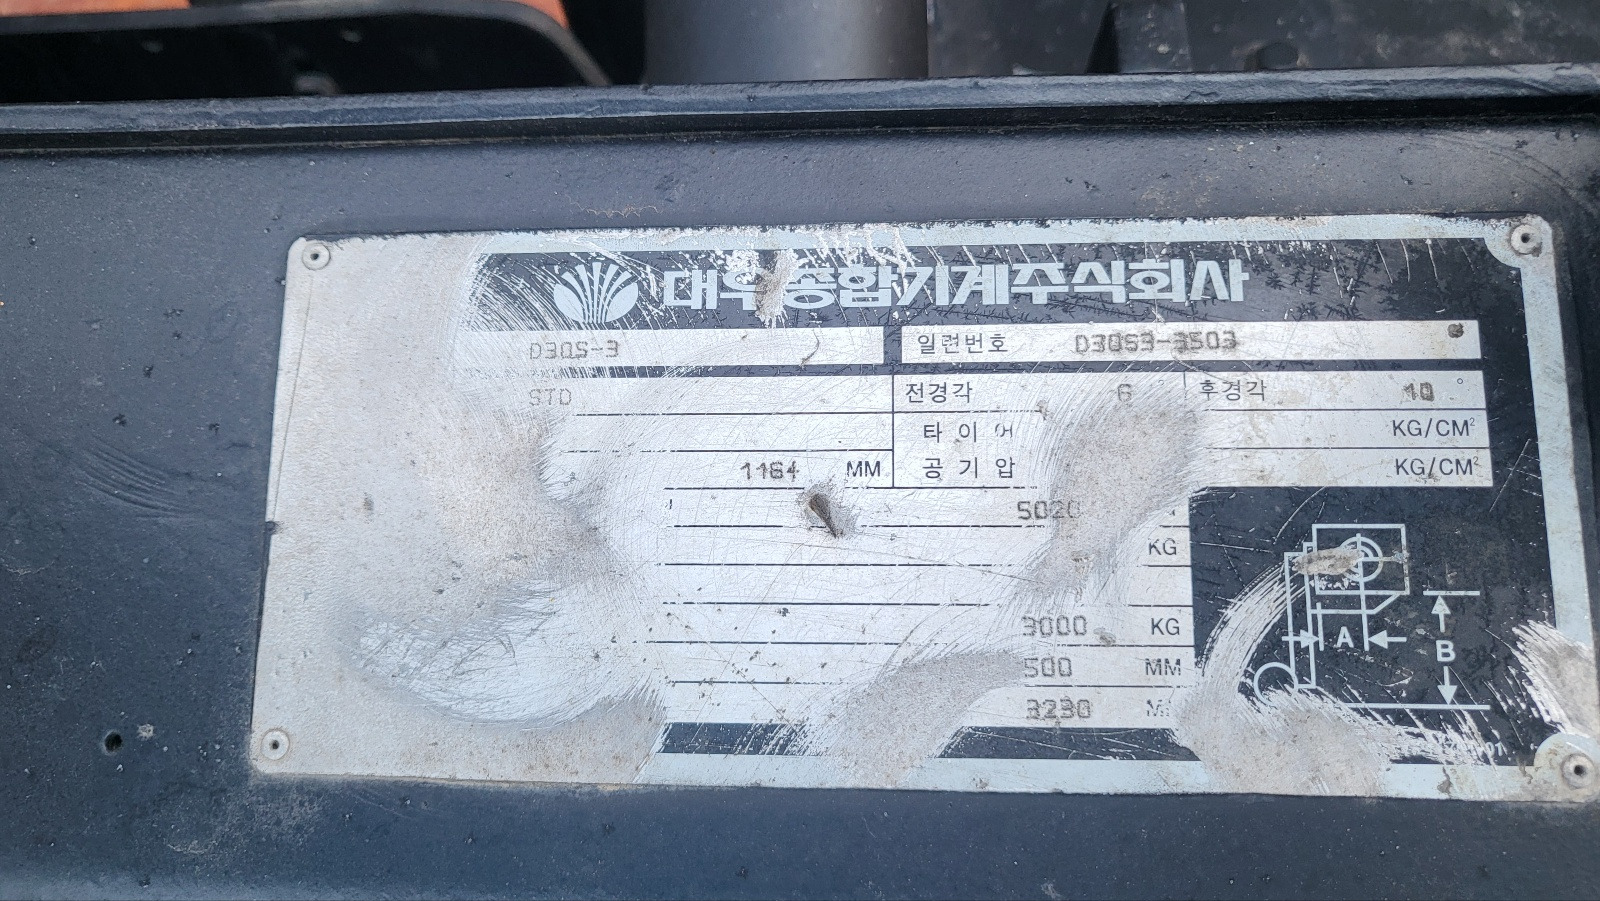 대우종합기계주식회사
D30S-3 일련번호 D30S3-3503
STD 전경각 6° 후경각 10°
타이어 KG/CM²
1164 MM 공기압 KG/CM²
5020
KG
3000 KG
500 MM
3230
A
B